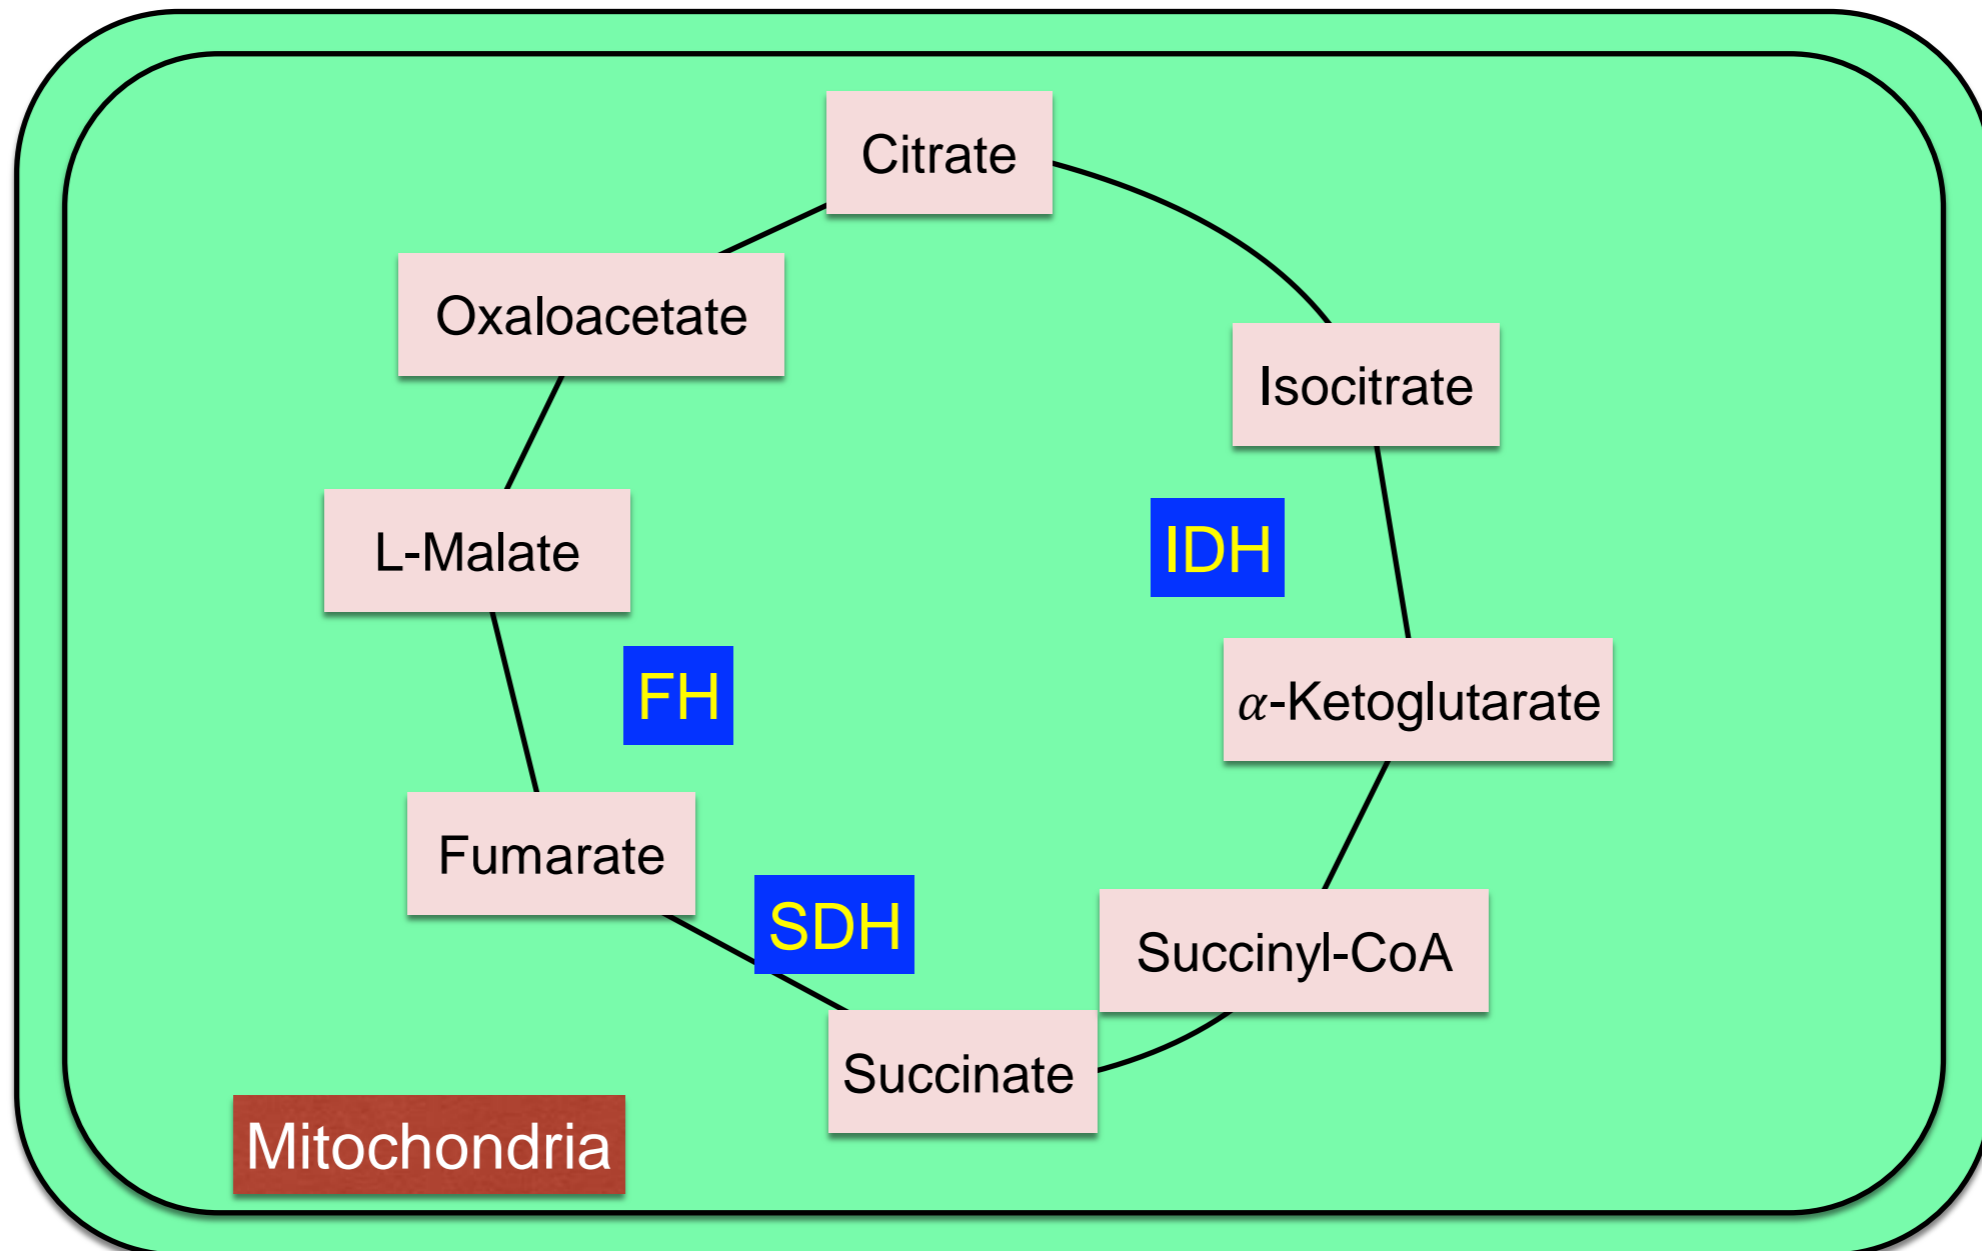 Citrate
Oxaloacetate
Isocitrate
L-Malate
IDH
FH
α-Ketoglutarate
Fumarate
SDH
Succinyl-CoA
Succinate
Mitochondria